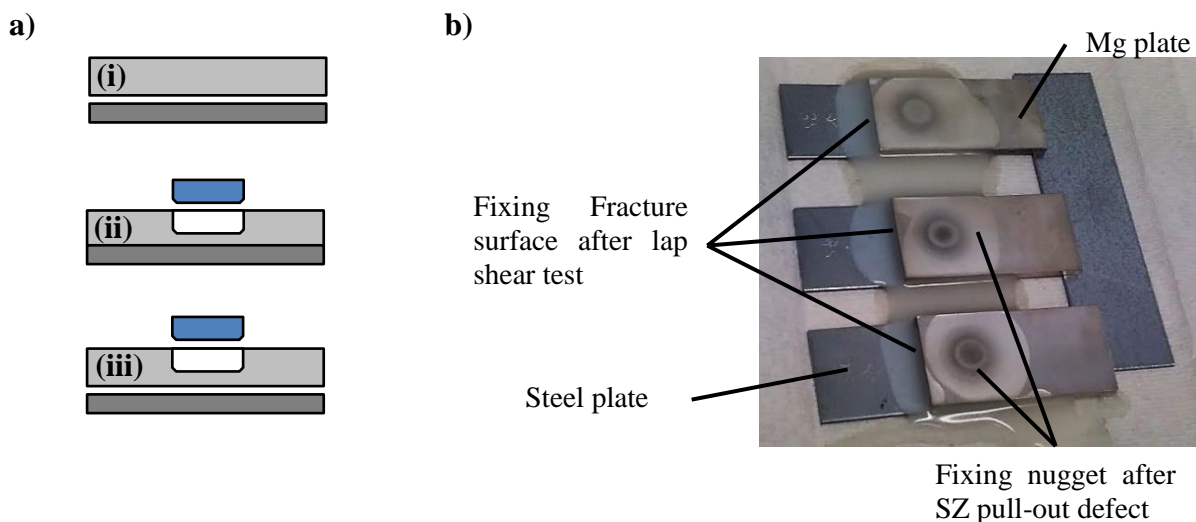 a)
(i)
(ii)
(iii)
b)
Mg plate
Fixing Fracture
surface after lap
shear test
Steel plate
Fixing nugget after
SZ pull-out defect